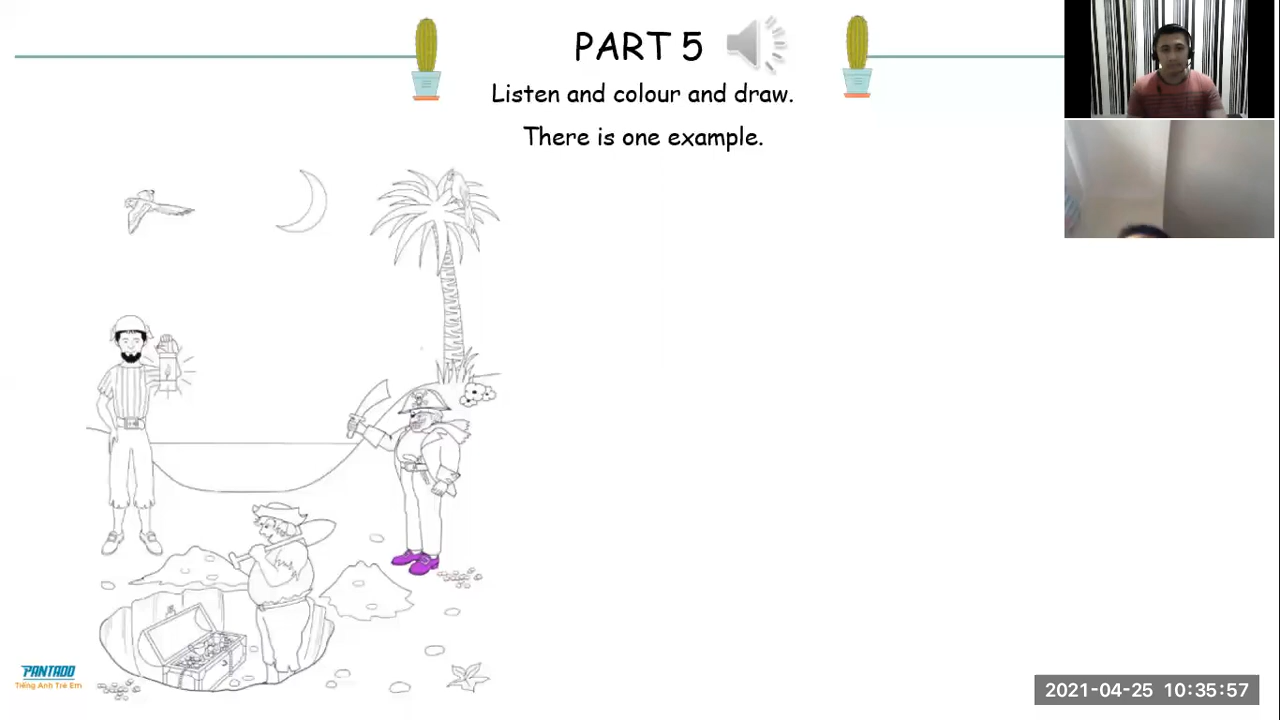 PART 5
Listen and colour and draw.
There is one example.
PANTADO
Tiếng Anh Trẻ Em
2021-04-25 10:35:57